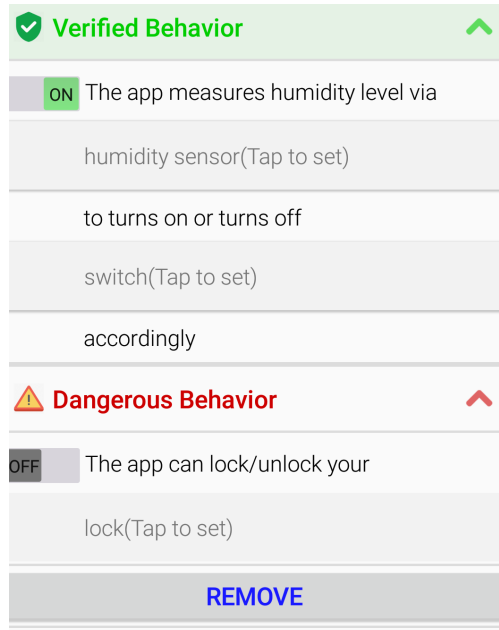 Verified Behavior
ON The app measures humidity level via
humidity sensor(Tap to set)
to turns on or turns off
switch(Tap to set)
accordingly
Dangerous Behavior
OFF The app can lock/unlock your
lock(Tap to set)
REMOVE